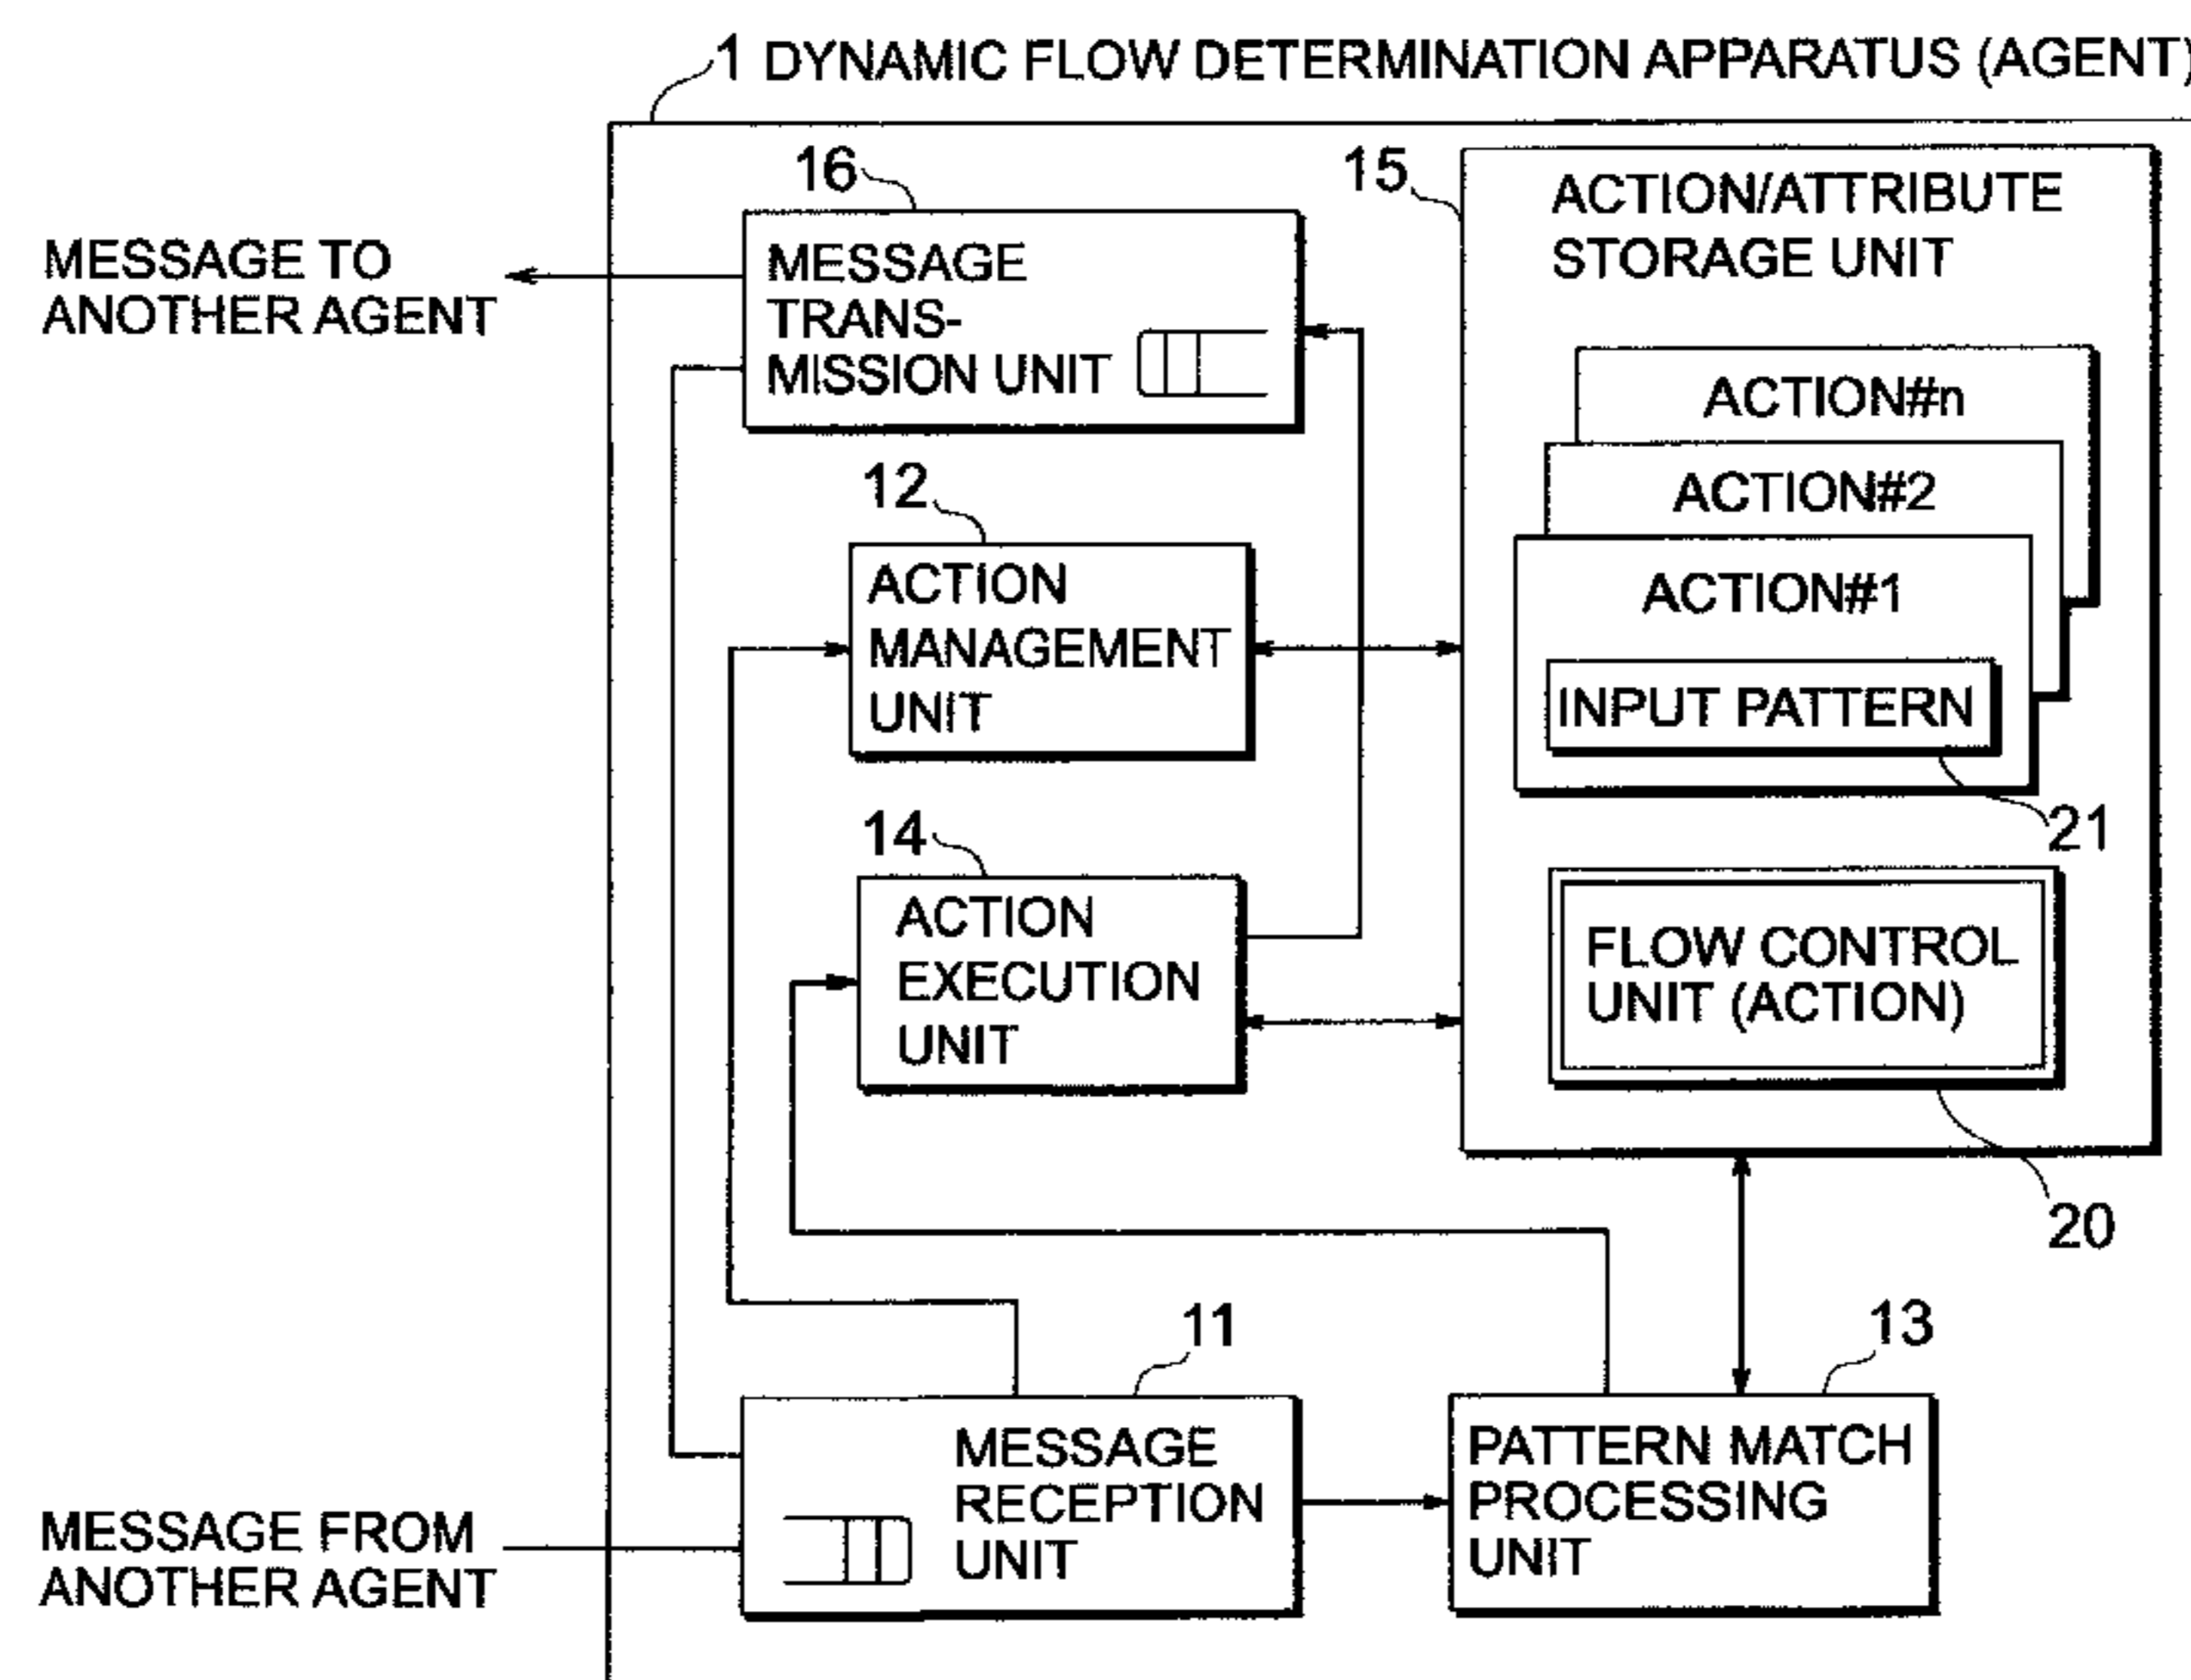 1 DYNAMIC FLOW DETERMINATION APPARATUS (AGENT)
16
MESSAGE
TRANS-
MISSION UNIT
MESSAGE TO
ANOTHER AGENT
15
ACTION/ATTRIBUTE
STORAGE UNIT
ACTION#n
ACTION#2
ACTION#1
INPUT PATTERN
21
12
ACTION
MANAGEMENT
UNIT
14
ACTION
EXECUTION
UNIT
FLOW CONTROL
UNIT (ACTION)
20
11
MESSAGE
RECEPTION
UNIT
13
PATTERN MATCH
PROCESSING
UNIT
MESSAGE FROM
ANOTHER AGENT